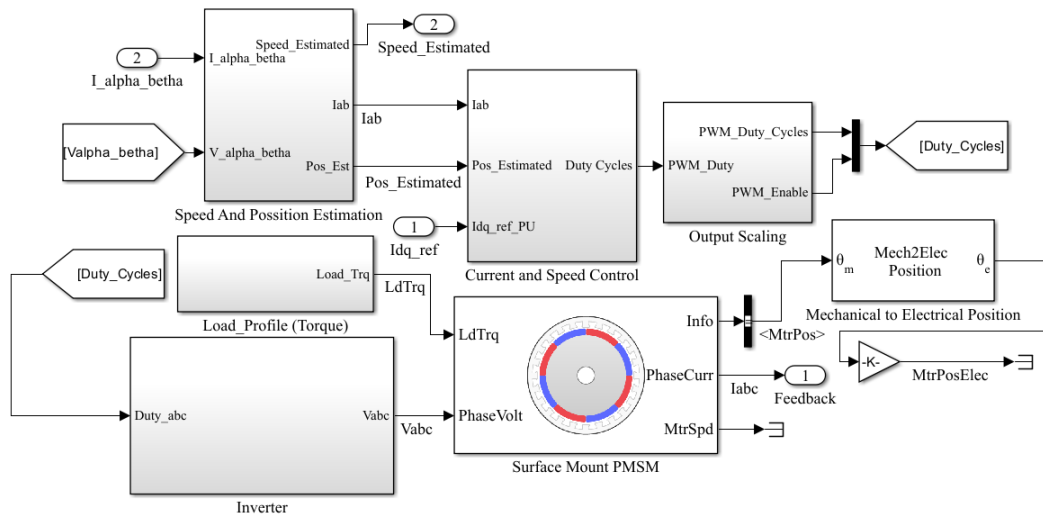 2
Speed_Estimated
2
I_alpha_betha
Speed_Estimated
I_alpha_betha
Iab
Iab
Iab
[Valpha_betha]
V_alpha_betha
Pos_Est
Pos_Estimated
Pos_Estimated
Duty Cycles
PWM_Duty_Cycles
PWM_Duty
PWM_Enable
[Duty_Cycles]
Speed And Possition Estimation
1
Idq_ref
Idq_ref_PU
Current and Speed Control
Output Scaling
[Duty_Cycles]
Load_Trq
LdTrq
Load_Profile (Torque)
Mech2Elec
Position
θm
θe
Mechanical to Electrical Position
LdTrq
Info
<MtrPos>
-K-
MtrPosElec
PhaseCurr
Iabc
1
Feedback
Duty_abc
Vabc
Vabc
PhaseVolt
MtrSpd
Surface Mount PMSM
Inverter